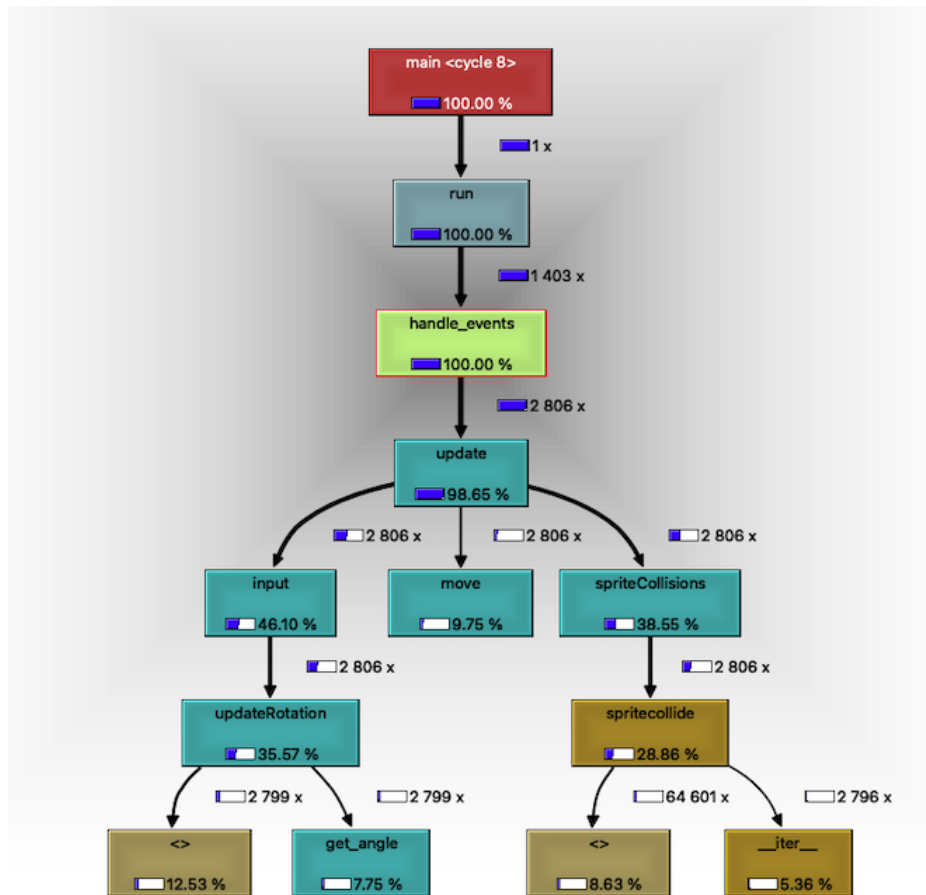 main <cycle 8>
100.00 %
1 x
run
100.00 %
1 403 x
handle_events
100.00 %
2 806 x
update
98.65 %
2 806 x
2 806 x
2 806 x
input
46.10 %
move
9.75 %
spriteCollisions
38.55 %
2 806 x
2 806 x
updateRotation
35.57 %
spritecollide
28.86 %
2 799 x
2 799 x
64 601 x
2 796 x
<>
12.53 %
get_angle
7.75 %
<>
8.63 %
__iter__
5.36 %